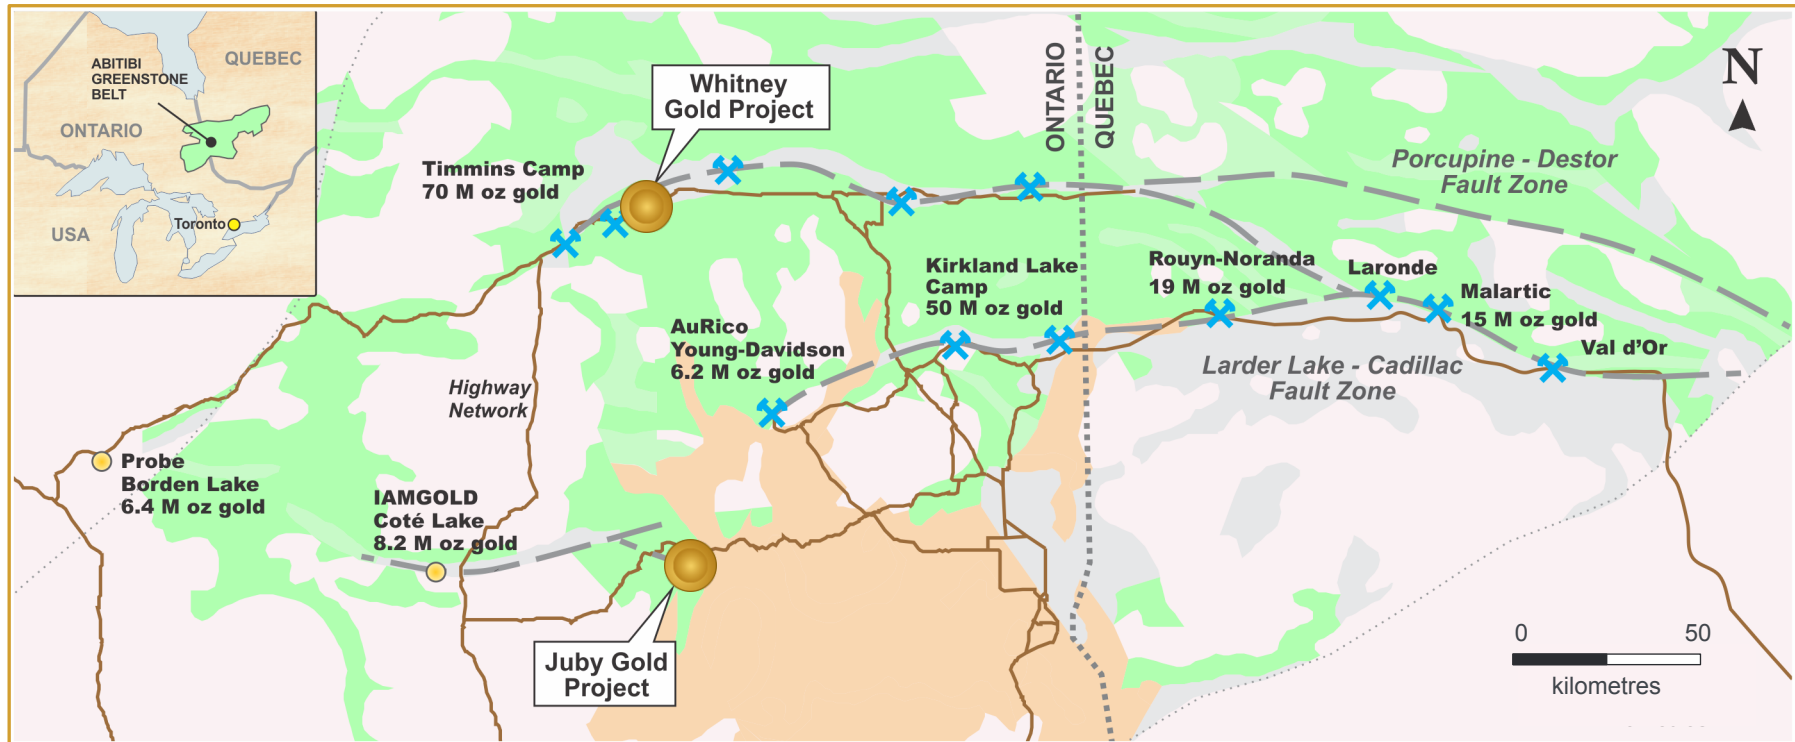 ABITIBI
GREENSTONE
BELT
QUEBEC
ONTARIO
USA
Toronto
Whitney
Gold Project
ONTARIO
QUEBEC
N
Timmins Camp
70 M oz gold
Porcupine - Destor
Fault Zone
Kirkland Lake
Camp
50 M oz gold
Rouyn-Noranda
19 M oz gold
Laronde
Malartic
15 M oz gold
Val d'Or
AuRico
Young-Davidson
6.2 M oz gold
Larder Lake - Cadillac
Fault Zone
Highway
Network
Probe
Borden Lake
6.4 M oz gold
IAMGOLD
Coté Lake
8.2 M oz gold
Juby Gold
Project
0 50
kilometres